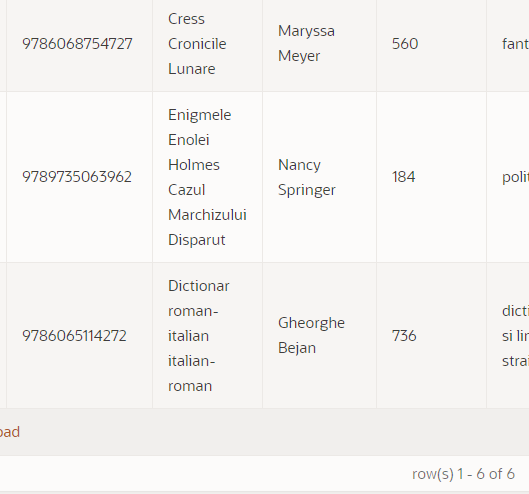 9786068754727
Cress
Cronicile
Lunare
Maryssa
Meyer
560
fant
9789735063962
Enigmele
Enolei
Holmes
Cazul
Marchizului
Disparut
Nancy
Springer
184
polit
9786065114272
Dictionar
roman-
italian
italian-
roman
Gheorghe
Bejan
736
dicti
si lin
strai
oad
row(s) 1 - 6 of 6